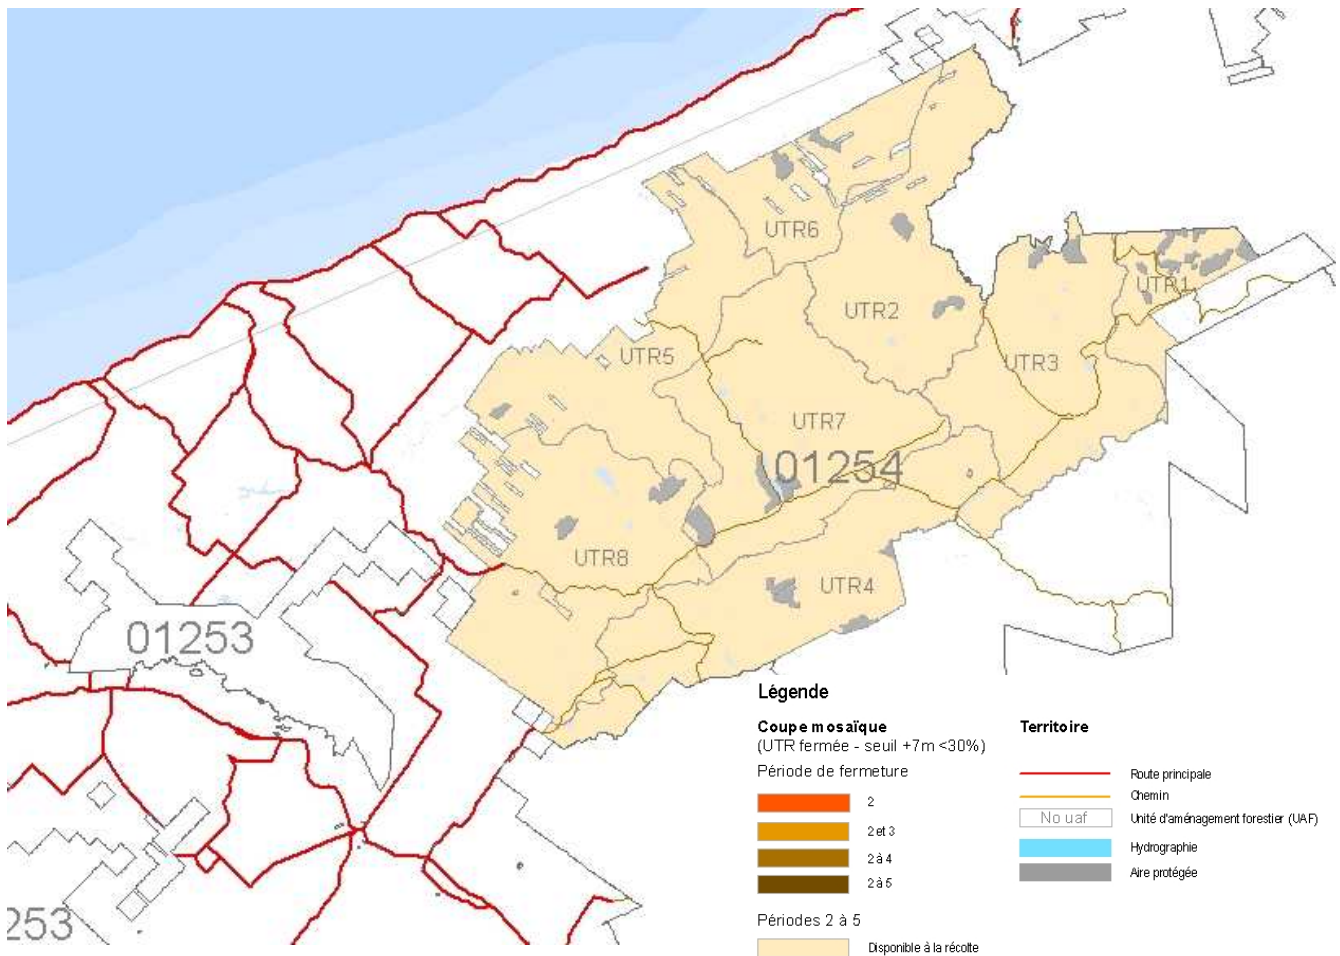 UTR6
UTR2
UTR1
UTR3
UTR5
UTR7
01254
UTR8
UTR4
01253
253
Légende
Coupe mosaïque
(UTR fermée - seuil +7m <30%)
Période de fermeture
2
2 et 3
2 à 4
2 à 5
Périodes 2 à 5
Disponible à la récolte
Territoire
Route principale
Chemin
No uaf
Unité d'aménagement forestier (UAF)
Hydrographie
Aire protégée